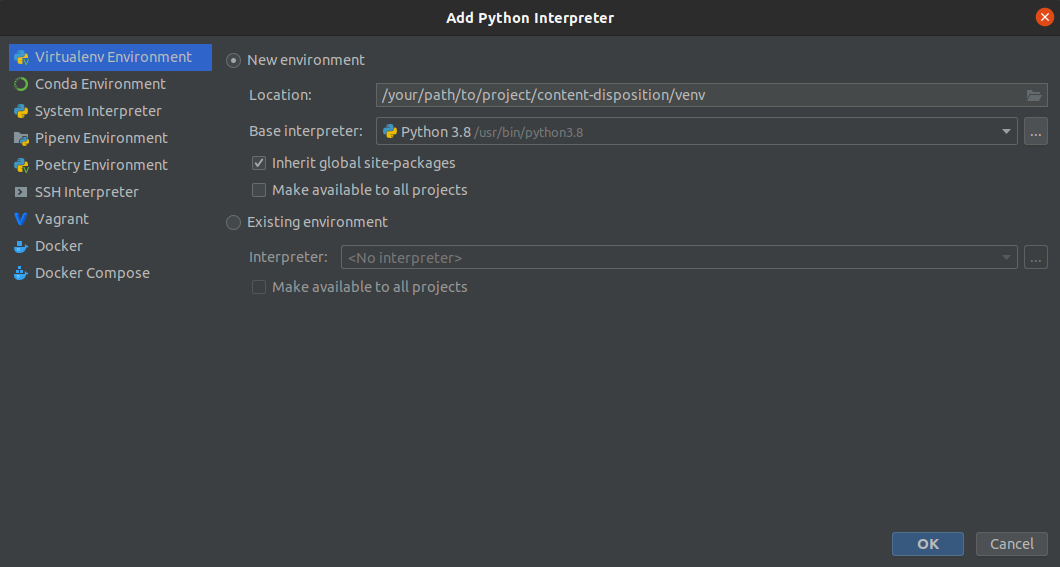 Add Python Interpreter
Virtualenv Environment
Conda Environment
System Interpreter
Pipenv Environment
Poetry Environment
SSH Interpreter
Vagrant
Docker
Docker Compose
New environment
Location: /your/path/to/project/content-disposition/venv
Base interpreter: Python 3.8 /usr/bin/python3.8 ...
Inherit global site-packages
Make available to all projects
Existing environment
Interpreter: <No interpreter> ...
Make available to all projects
OK Cancel